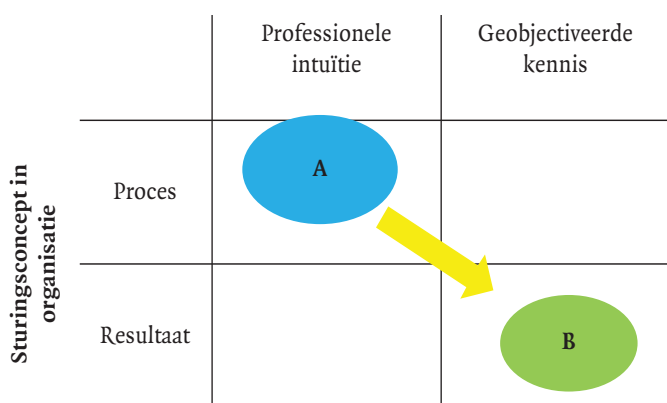 Professionele
intuïtie
Geobjectiveerde
kennis
Sturingsconcept in
organisatie
Proces
A
Resultaat
B